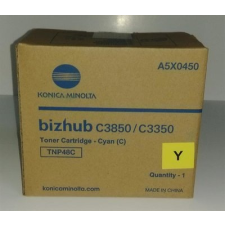 A5X0450
KONICA MINOLTA
bizhub C3850/C3350
Toner Cartridge - Cyan (C)
TNP48C
Y
Quantity - 1
konicaminolta.com
MADE IN CHINA